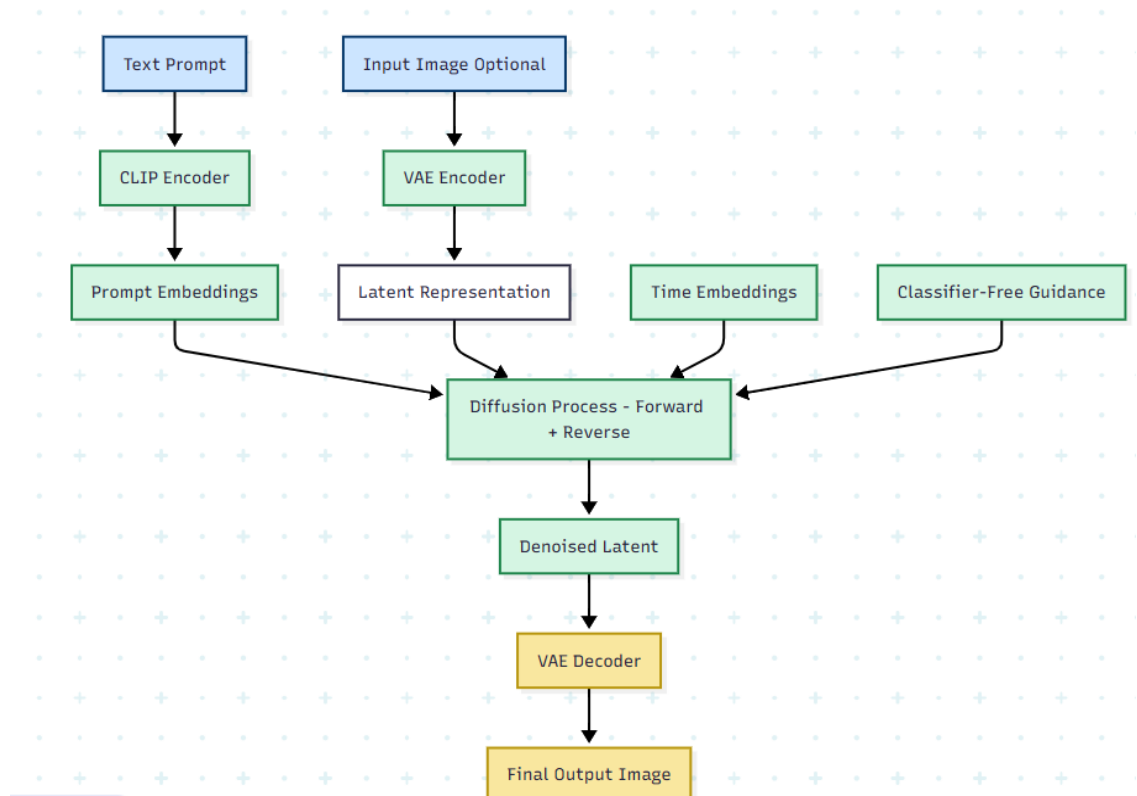 Text Prompt
Input Image Optional
CLIP Encoder
VAE Encoder
Prompt Embeddings
Latent Representation
Time Embeddings
Classifier-Free Guidance
Diffusion Process - Forward
+ Reverse
Denoised Latent
VAE Decoder
Final Output Image